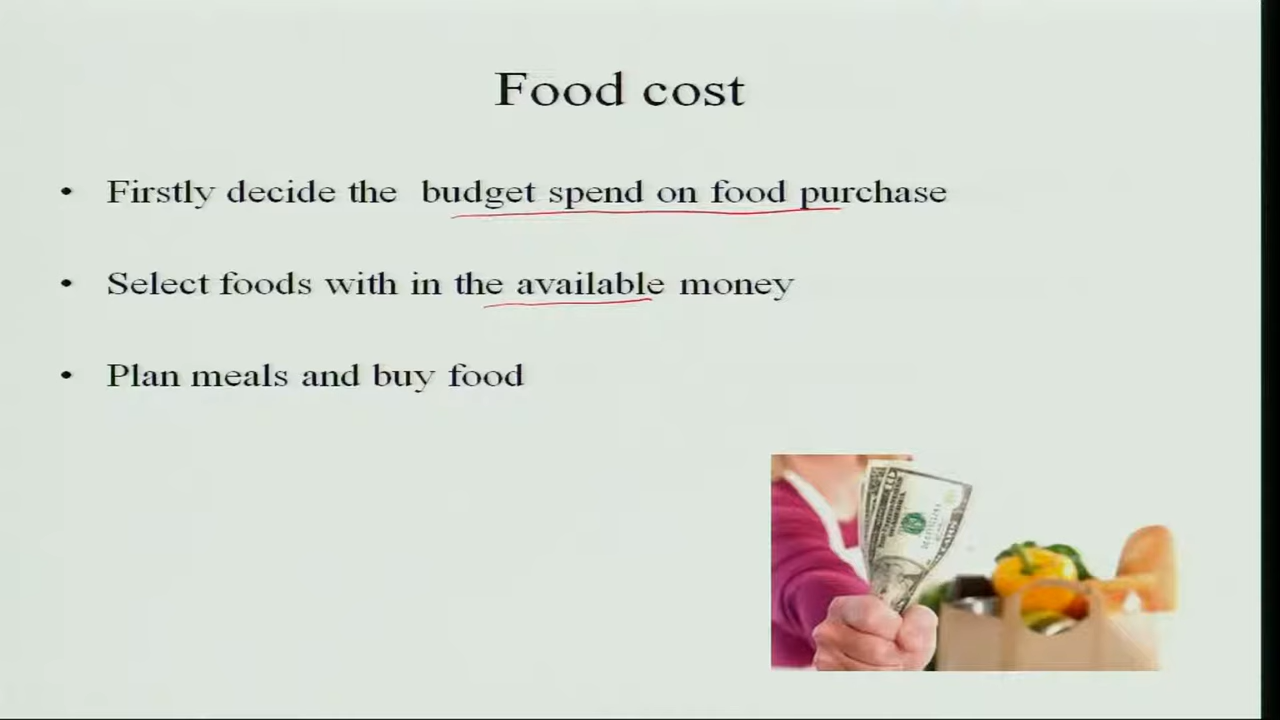 Food cost
• Firstly decide the budget spend on food purchase
• Select foods with in the available money
• Plan meals and buy food